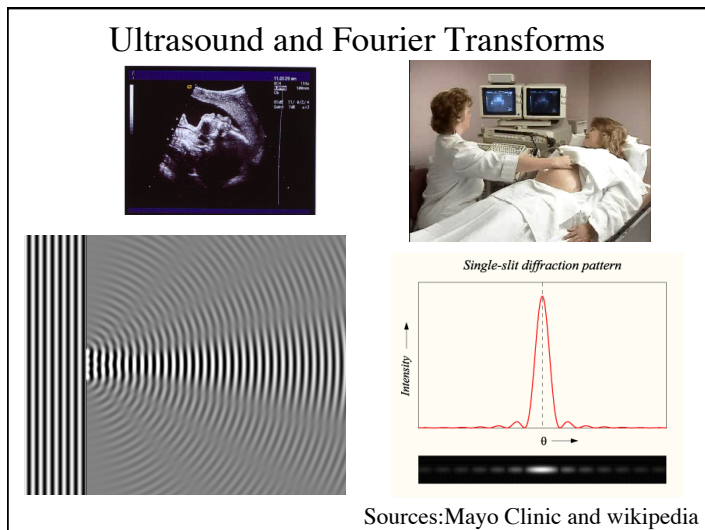 Ultrasound and Fourier Transforms
Single-slit diffraction pattern
Intensity
θ
Sources:Mayo Clinic and wikipedia